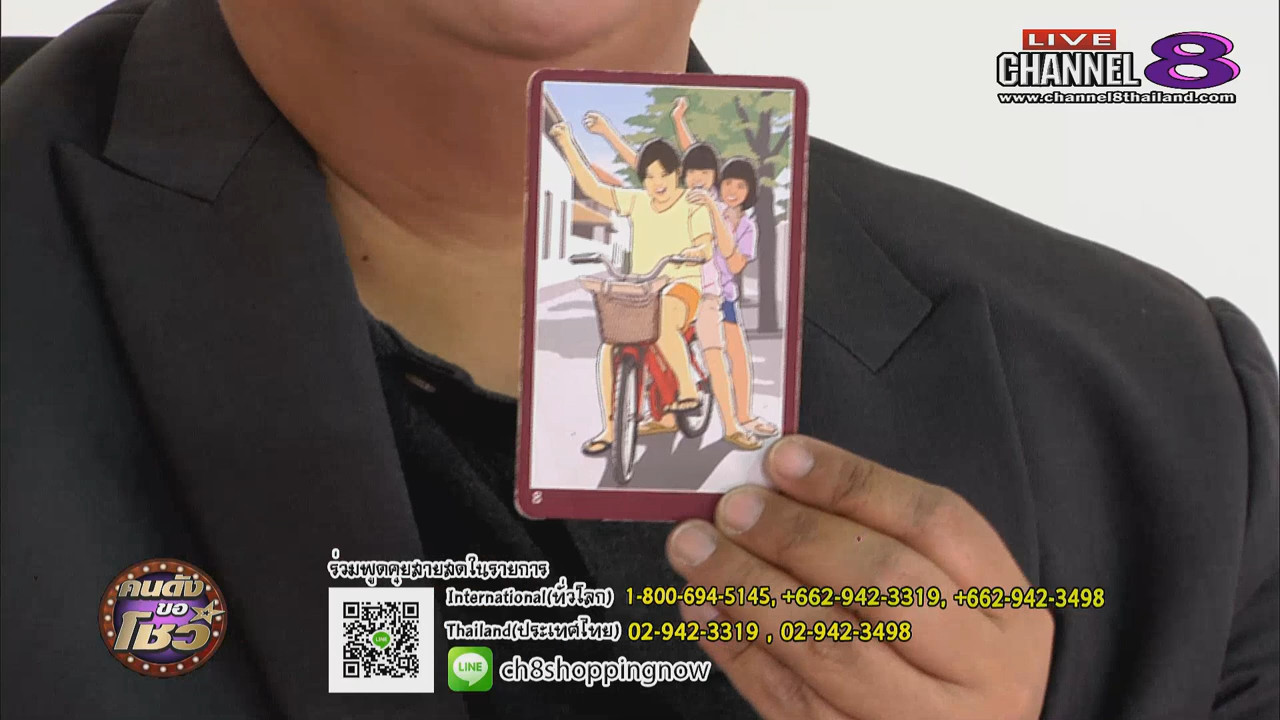 LIVE
CHANNEL 8
www.channel8thailand.com
8
ร่วมพูดคุยสายสดในรายการ
International(ทั่วโลก) 1-800-694-5145, +662-942-3319, +662-942-3498
Thailand(ประเทศไทย) 02-942-3319 , 02-942-3498
LINE
ch8shoppingnow
คนดัง
ขอ
โชว์
LINE